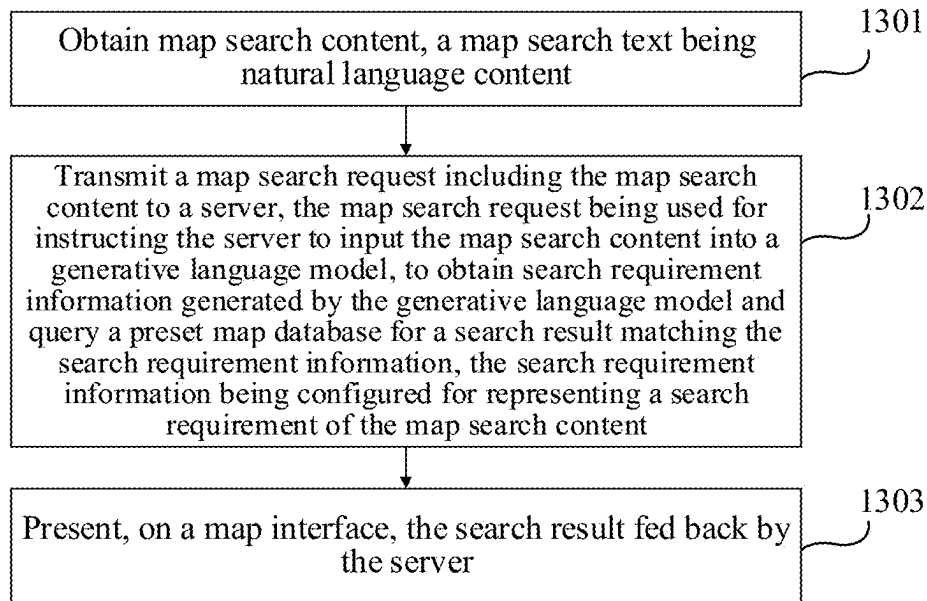 Obtain map search content, a map search text being
natural language content
1301
Transmit a map search request including the map search
content to a server, the map search request being used for
instructing the server to input the map search content into a
generative language model, to obtain search requirement
information generated by the generative language model and
query a preset map database for a search result matching the
search requirement information, the search requirement
information being configured for representing a search
requirement of the map search content
1302
Present, on a map interface, the search result fed back by
the server
1303